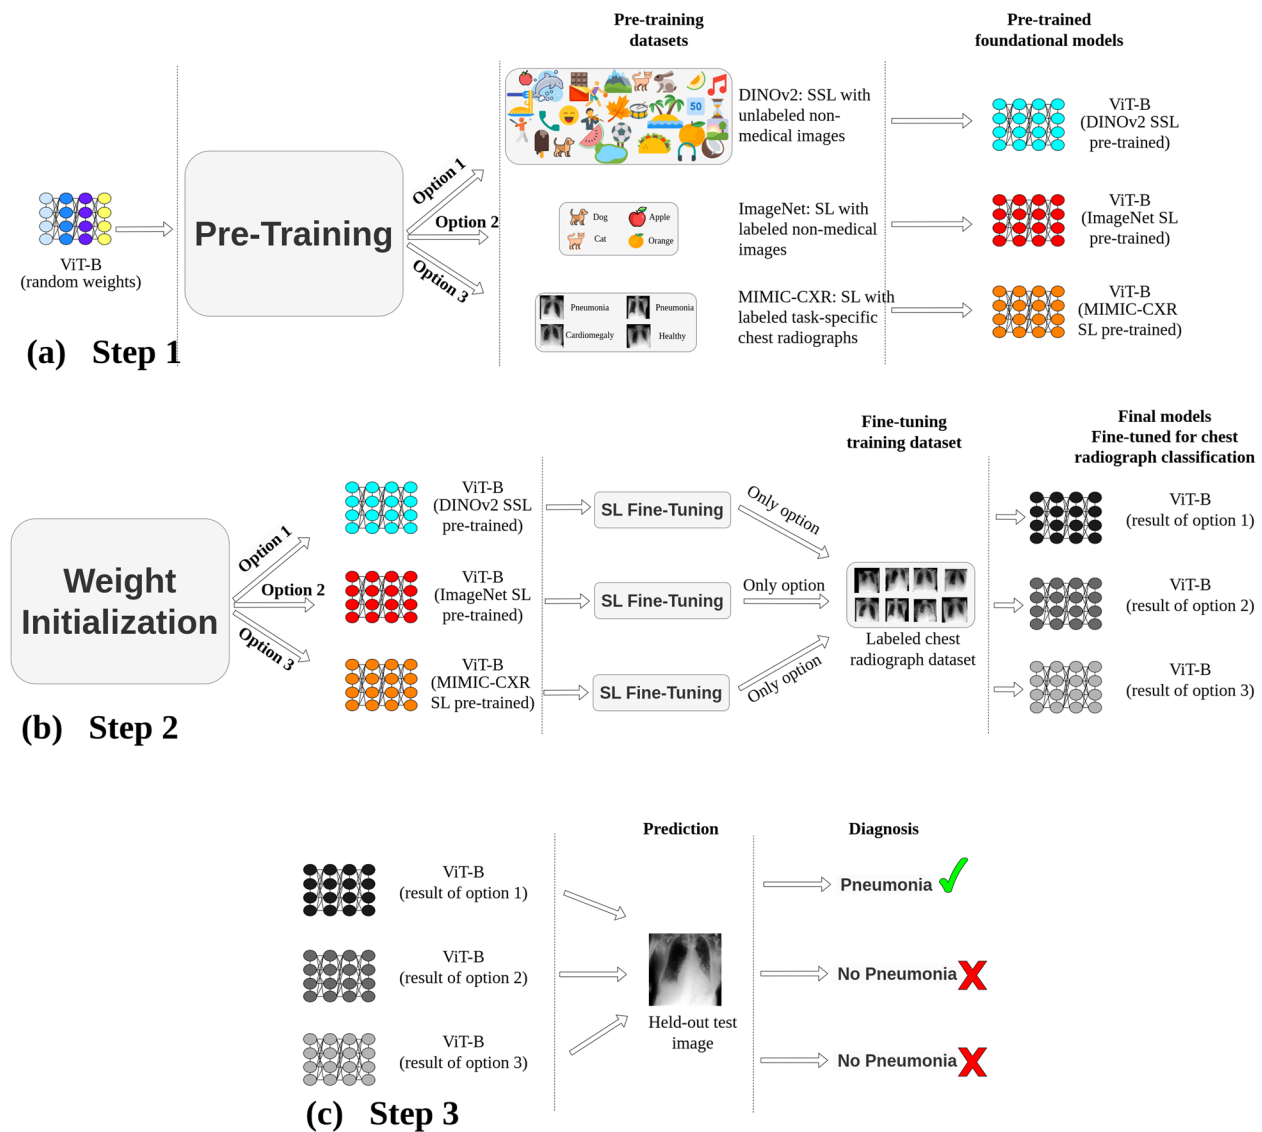 Pre-training
datasets
Pre-trained
foundational models
ViT-B
(random weights)
Pre-Training
Option 1
Option 2
Option 3
50
DINOv2: SSL with
unlabeled non-
medical images
ViT-B
(DINOv2 SSL
pre-trained)
Dog
Apple
Cat
Orange
ImageNet: SL with
labeled non-medical
images
ViT-B
(ImageNet SL
pre-trained)
Pneumonia
Pneumonia
Cardiomegaly
Healthy
MIMIC-CXR: SL with
labeled task-specific
chest radiographs
ViT-B
(MIMIC-CXR
SL pre-trained)
(a) Step 1
Fine-tuning
training dataset
Final models
Fine-tuned for chest
radiograph classification
Weight
Initialization
Option 1
Option 2
Option 3
ViT-B
(DINOv2 SSL
pre-trained)
ViT-B
(ImageNet SL
pre-trained)
ViT-B
(MIMIC-CXR
SL pre-trained)
SL Fine-Tuning
SL Fine-Tuning
SL Fine-Tuning
Only option
Only option
Only option
Labeled chest
radiograph dataset
ViT-B
(result of option 1)
ViT-B
(result of option 2)
ViT-B
(result of option 3)
(b) Step 2
Prediction
Diagnosis
ViT-B
(result of option 1)
ViT-B
(result of option 2)
ViT-B
(result of option 3)
Held-out test
image
Pneumonia
No Pneumonia
No Pneumonia
(c) Step 3